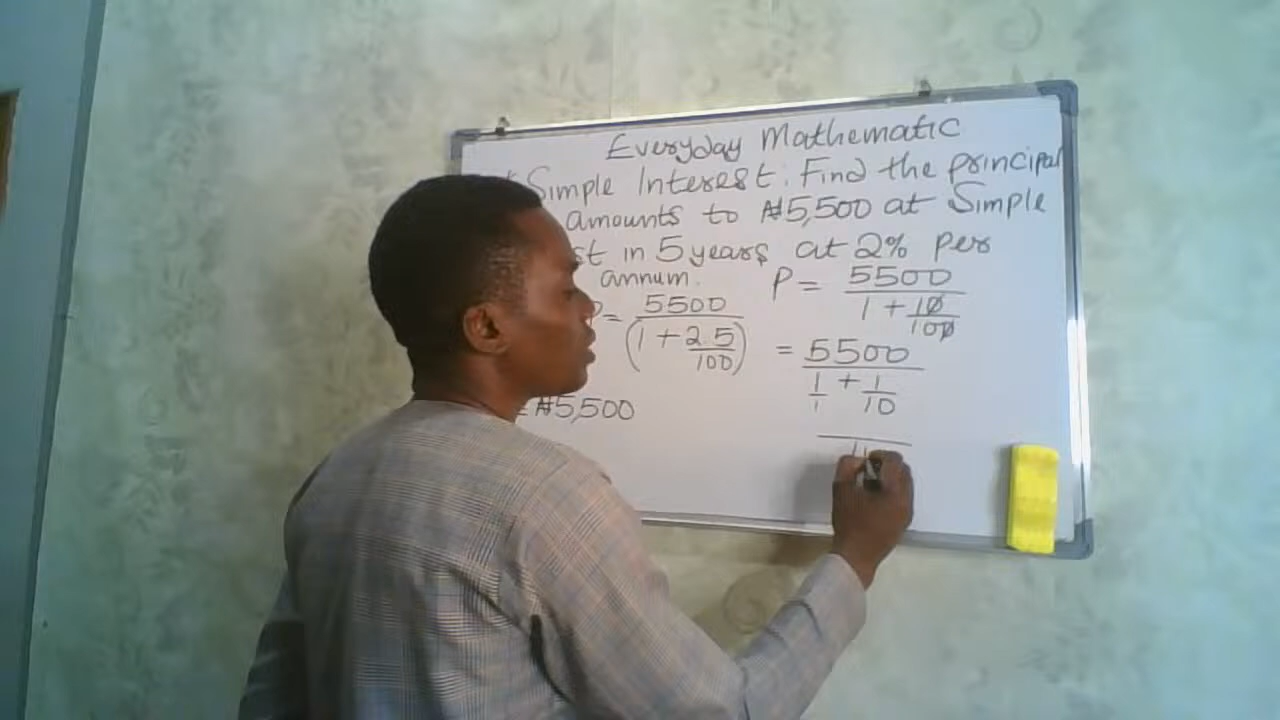 Everyday Mathematic
Simple Interest: Find the principal
amounts to ₦5,500 at Simple
st in 5 years at 2% per
annum.
P = 5500
(1 + 2.5
100)
= ₦5,500
P = 5500
1 + 10
100
= 5500
1 + 1
1 10